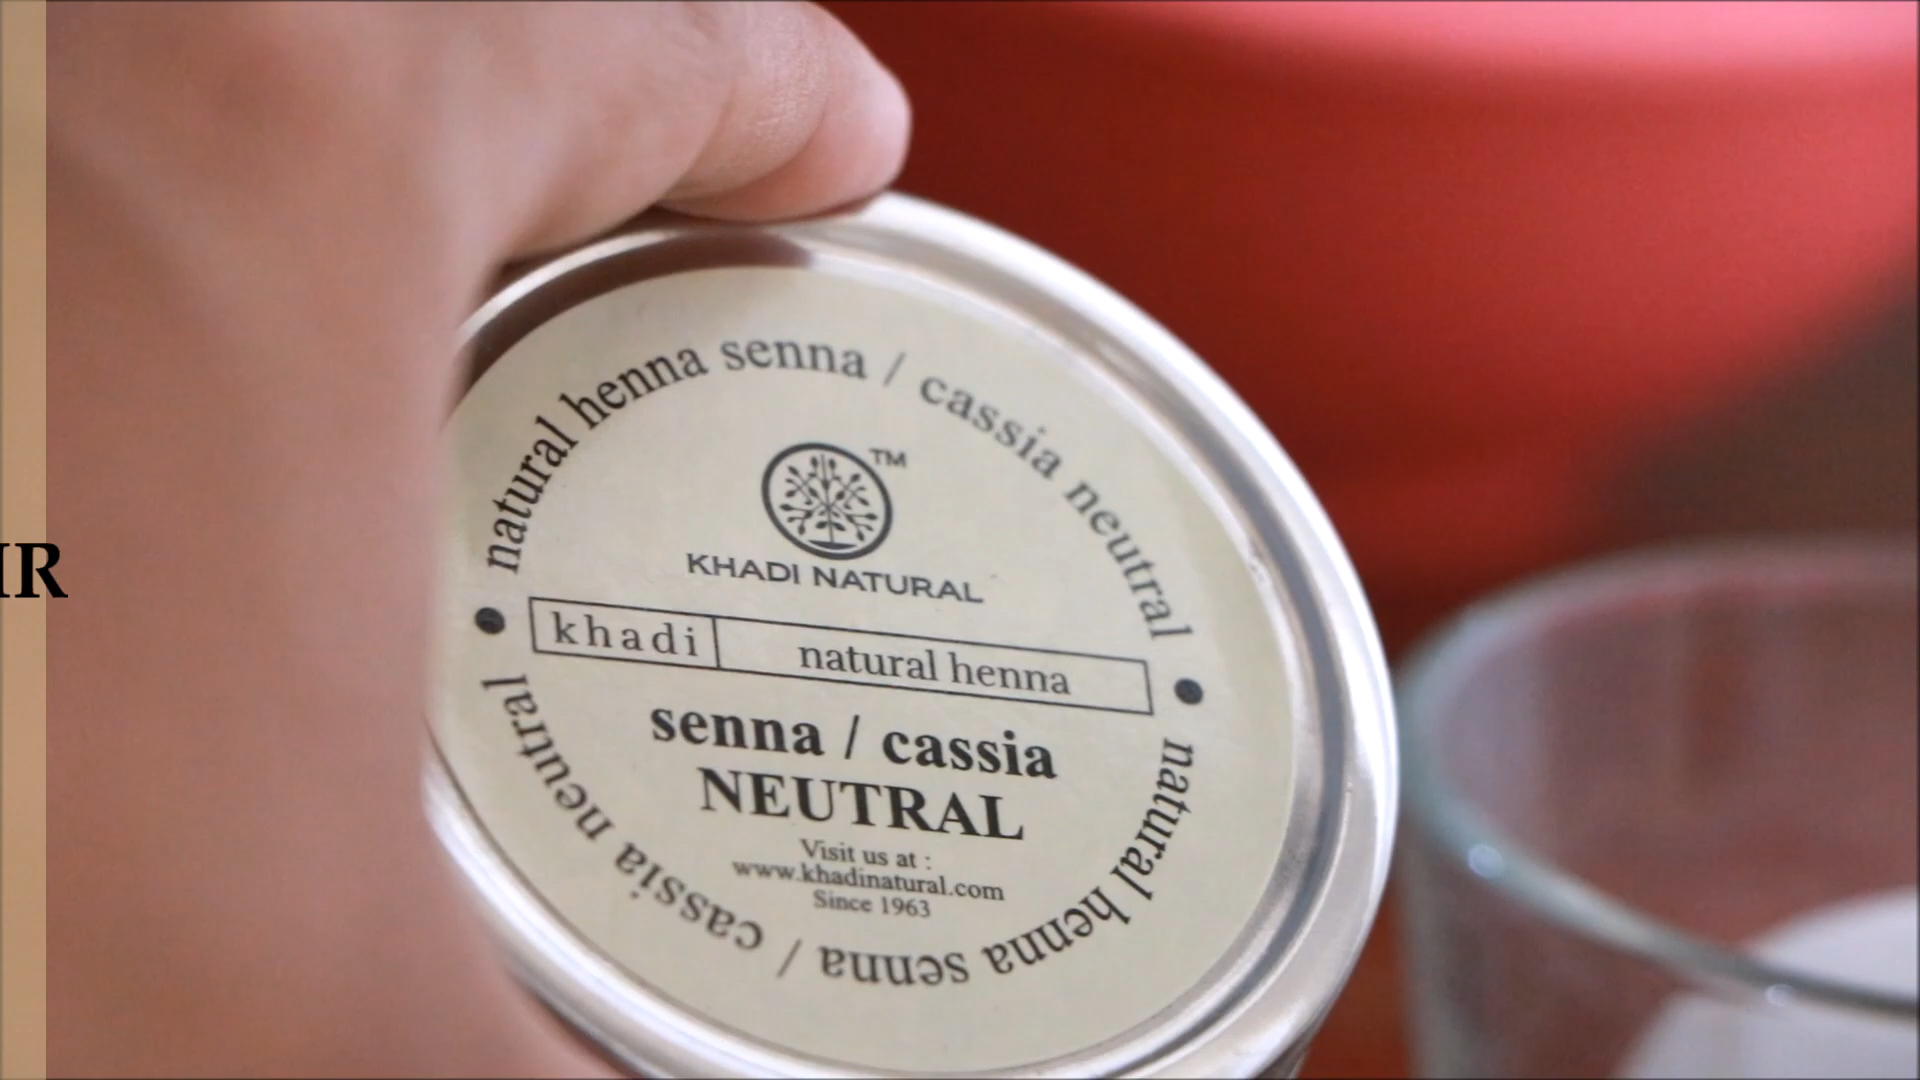 natural henna senna / cassia neutral
TM
KHADI NATURAL
khadi natural henna
senna / cassia
NEUTRAL
Visit us at :
www.khadinatural.com
Since 1963
natural henna senna / cassia neutral
IR